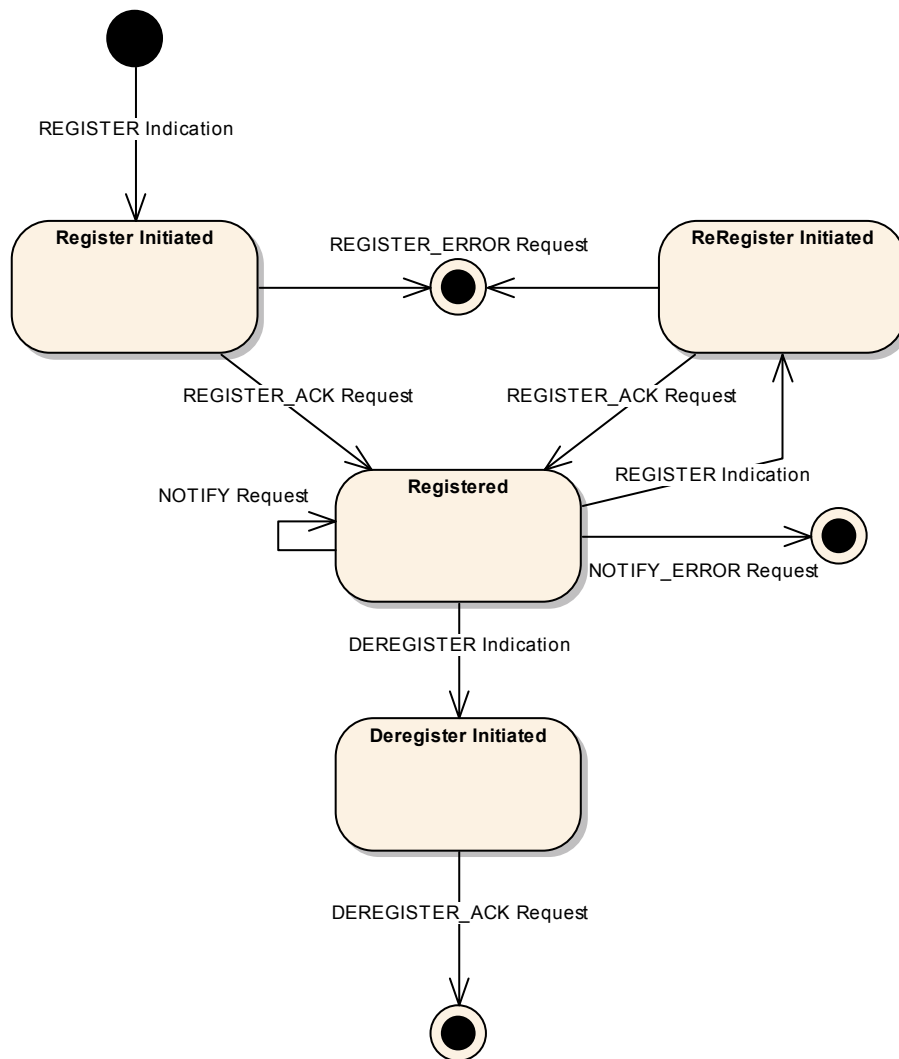 REGISTER Indication
Register Initiated
REGISTER_ERROR Request
ReRegister Initiated
REGISTER_ACK Request
REGISTER_ACK Request
REGISTER Indication
Registered
NOTIFY Request
NOTIFY_ERROR Request
DEREGISTER Indication
Deregister Initiated
DEREGISTER_ACK Request